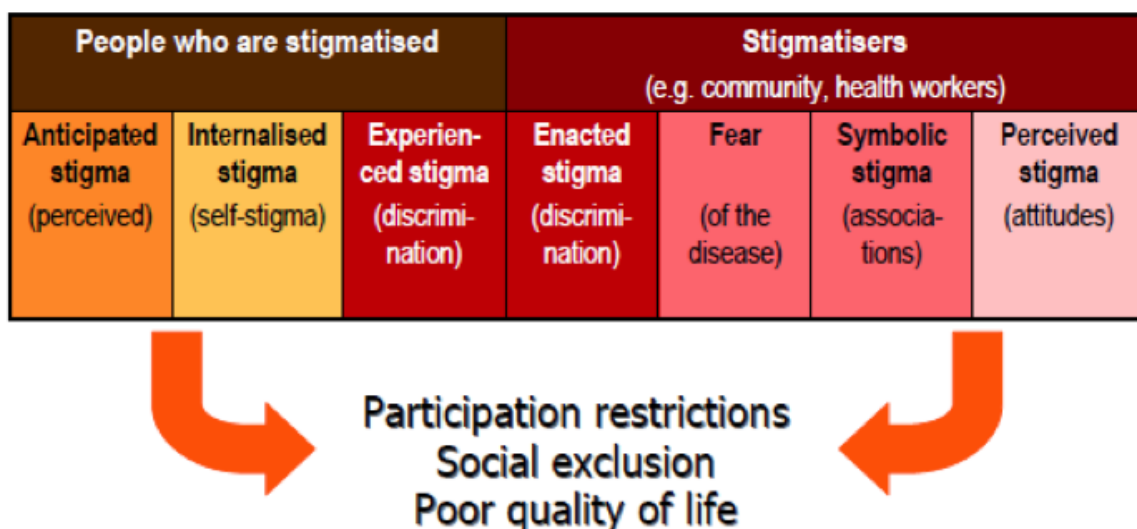 People who are stigmatised
Stigmatisers
(e.g. community, health workers)
Anticipated
stigma
(perceived)
Internalised
stigma
(self-stigma)
Experien-
ced stigma
(discrimi-
nation)
Enacted
stigma
(discrimi-
nation)
Fear
(of the
disease)
Symbolic
stigma
(associa-
tions)
Perceived
stigma
(attitudes)
Participation restrictions
Social exclusion
Poor quality of life